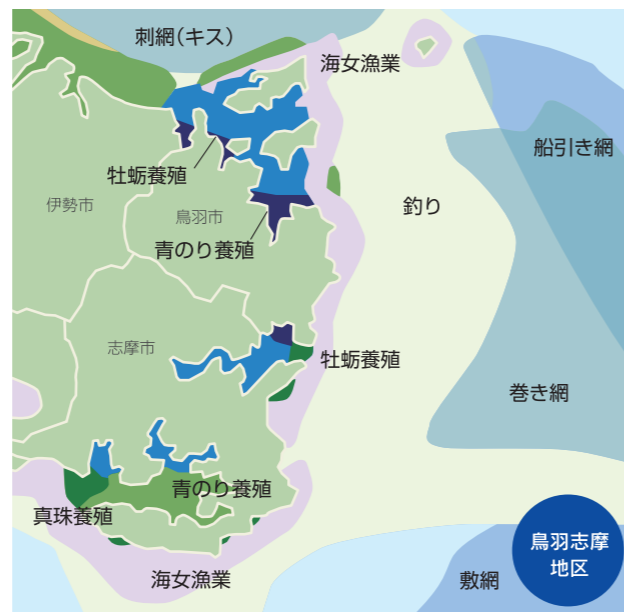 刺網（キス）
海女漁業
船引き網
牡蛎養殖
伊勢市
鳥羽市
釣り
青のり養殖
志摩市
牡蛎養殖
巻き網
青のり養殖
真珠養殖
鳥羽志摩
地区
海女漁業
敷網